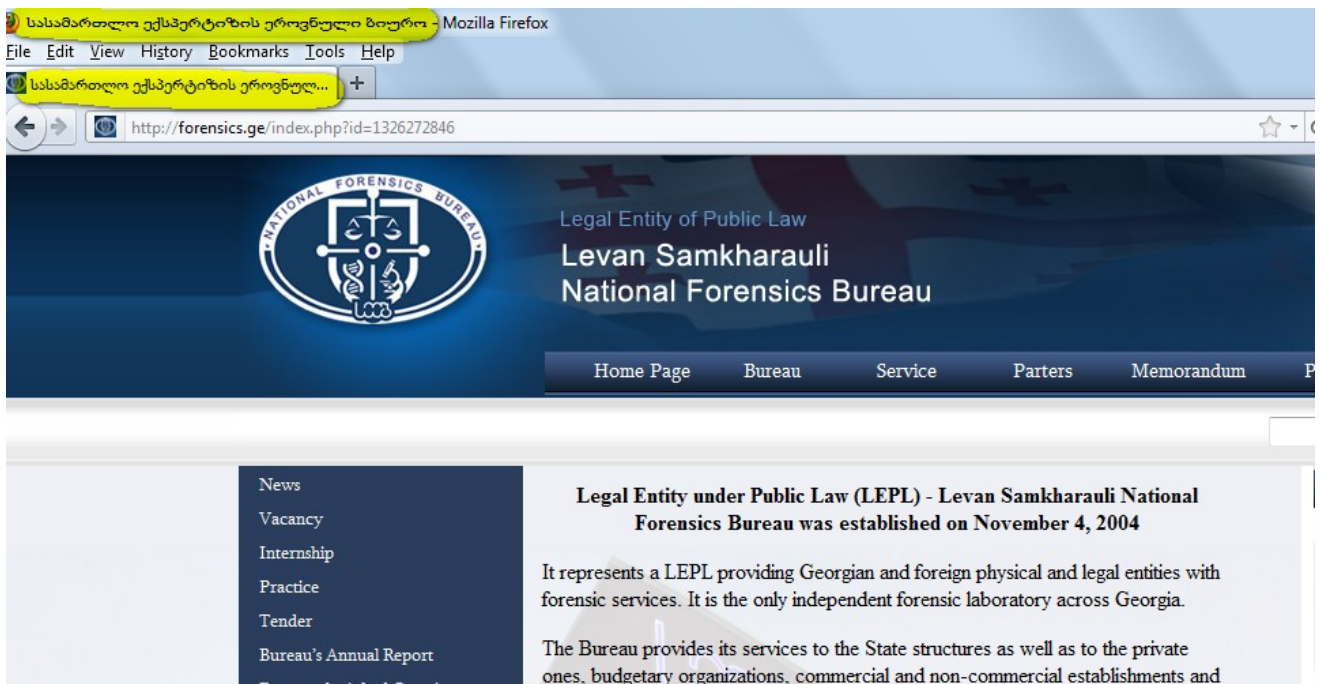 სასამართლო ექსპერტიზის ეროვნული ბიურო - Mozilla Firefox
File Edit View History Bookmarks Tools Help
სასამართლო ექსპერტიზის ეროვნულ... +
http://forensics.ge/index.php?id=1326272846
NATIONAL FORENSICS BUREAU
Legal Entity of Public Law
Levan Samkharauli
National Forensics Bureau
Home Page Bureau Service Parters Memorandum
News
Vacancy
Internship
Practice
Tender
Bureau's Annual Report
Legal Entity under Public Law (LEPL) - Levan Samkharauli National
Forensics Bureau was established on November 4, 2004
It represents a LEPL providing Georgian and foreign physical and legal entities with
forensic services. It is the only independent forensic laboratory across Georgia.
The Bureau provides its services to the State structures as well as to the private
ones, budgetary organizations, commercial and non-commercial establishments and